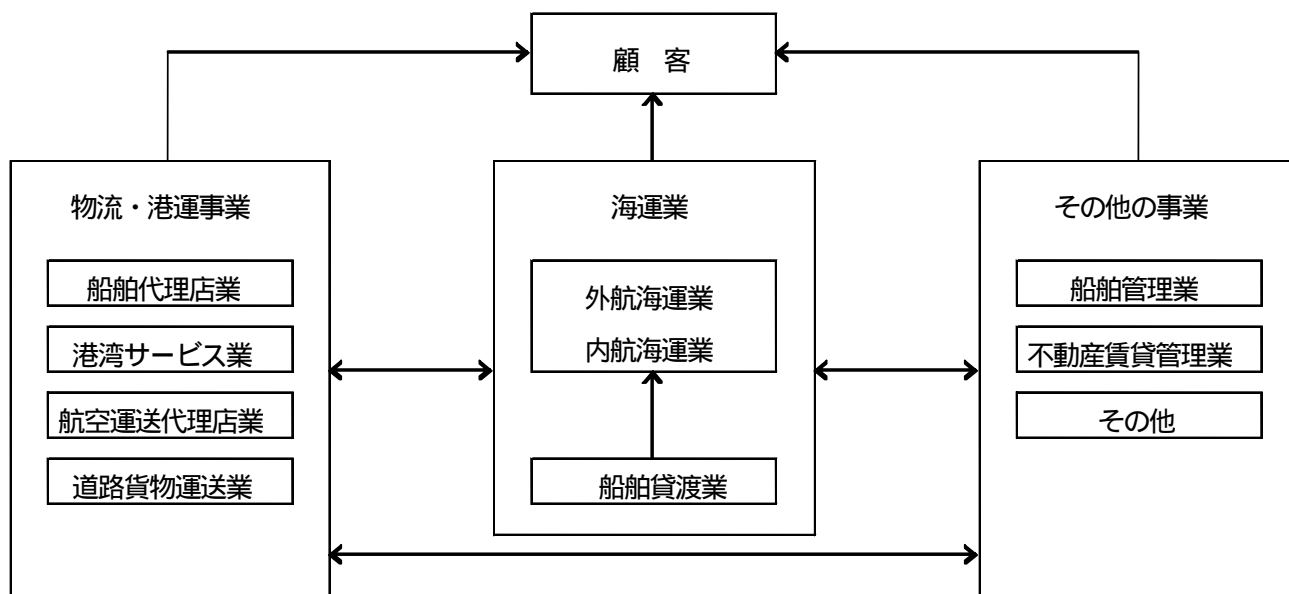 顧　客
物流・港運事業
船舶代理店業
港湾サービス業
航空運送代理店業
道路貨物運送業
海運業
外航海運業
内航海運業
船舶貸渡業
その他の事業
船舶管理業
不動産賃貸管理業
その他